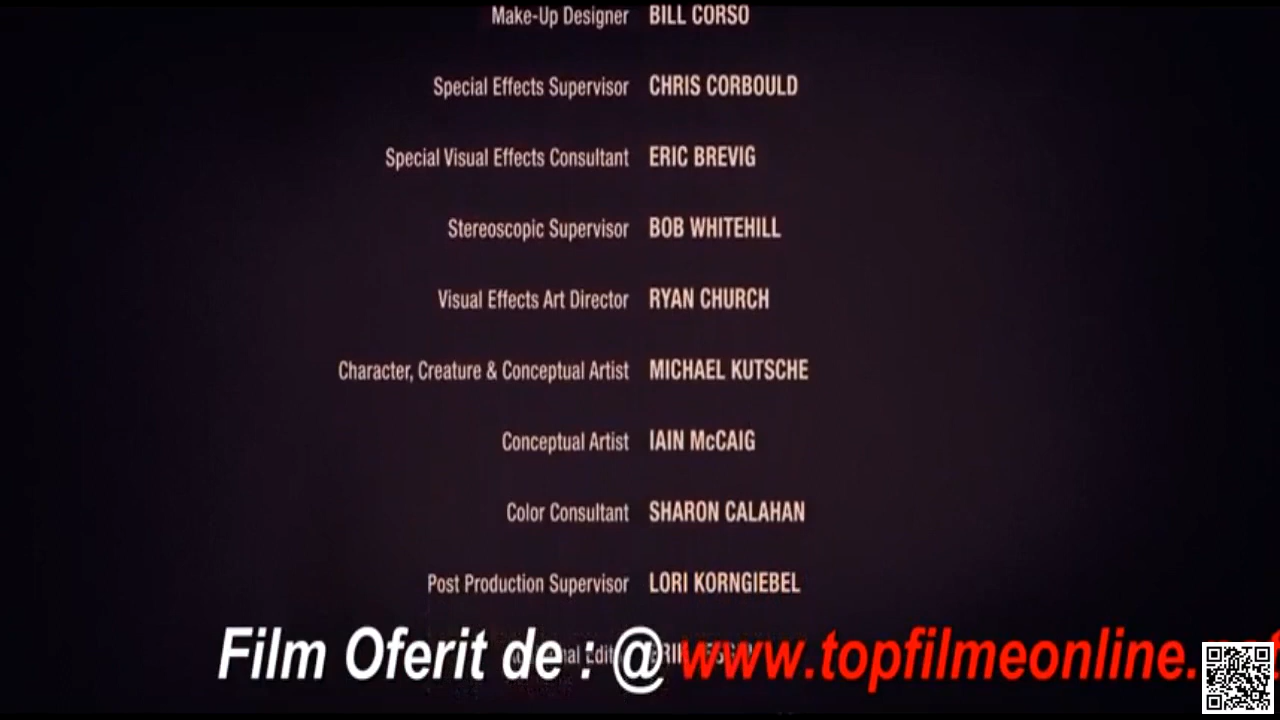 Make-Up Designer BILL CORSO
Special Effects Supervisor CHRIS CORBOULD
Special Visual Effects Consultant ERIC BREVIG
Stereoscopic Supervisor BOB WHITEHILL
Visual Effects Art Director RYAN CHURCH
Character, Creature & Conceptual Artist MICHAEL KUTSCHE
Conceptual Artist IAIN McCAIG
Color Consultant SHARON CALAHAN
Post Production Supervisor LORI KORNGIEBEL
Film Oferit de : @ www.topfilmeonline.